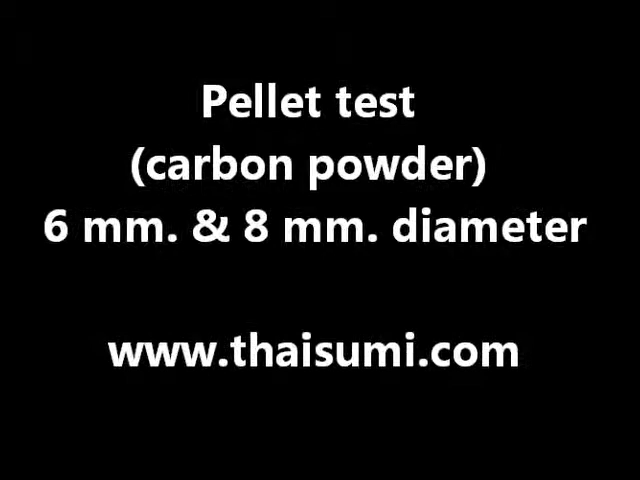 Pellet test
(carbon powder)
6 mm. & 8 mm. diameter
www.thaisumi.com